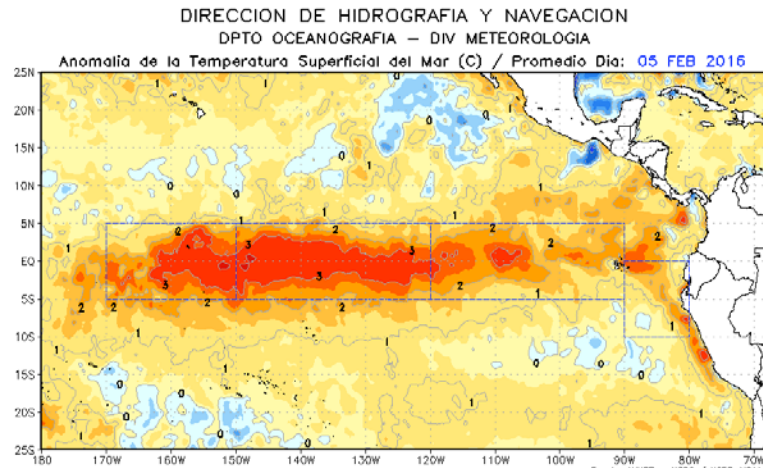 DIRECCION DE HIDROGRAFIA Y NAVEGACION
DPTO OCEANOGRAFIA – DIV METEOROLOGIA
Anomalia de la Temperatura Superficial del Mar (C) / Promedio Dia: 05 FEB 2016
25N
20N
15N
10N
5N
EQ
5S
10S
15S
20S
25S
180 170W 160W 150W 140W 130W 120W 110W 100W 90W 80W 70W